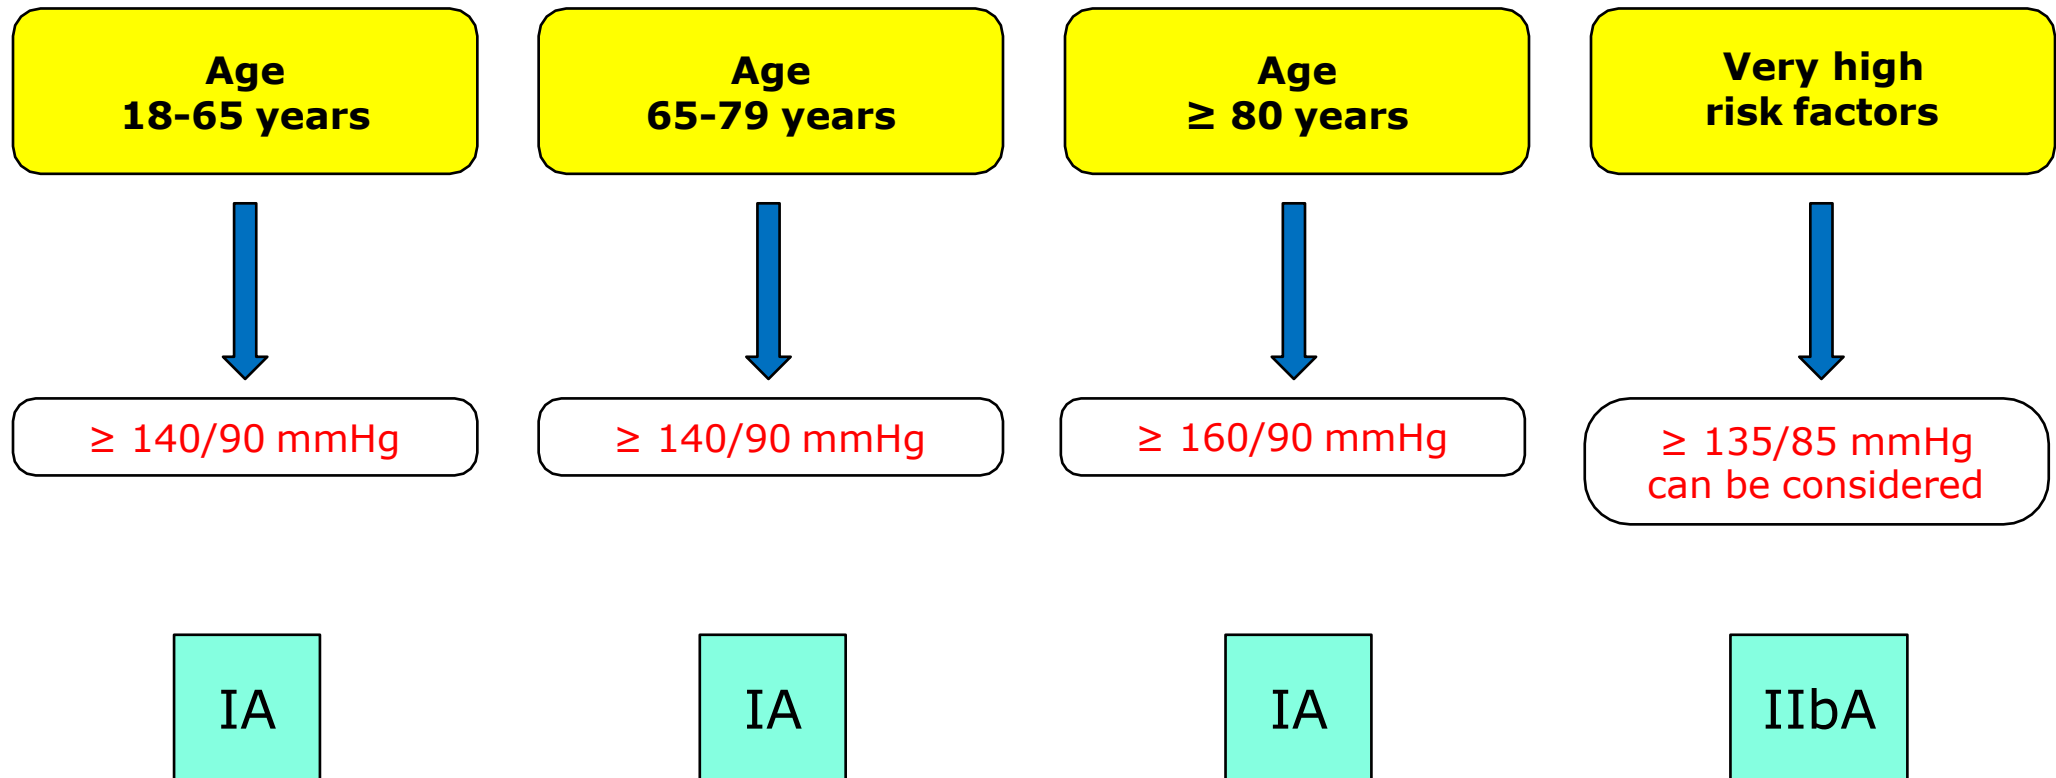 Age
18-65 years
Age
65-79 years
Age
≥ 80 years
Very high
risk factors
≥ 140/90 mmHg
≥ 140/90 mmHg
≥ 160/90 mmHg
≥ 135/85 mmHg
can be considered
IA
IA
IA
IIbA